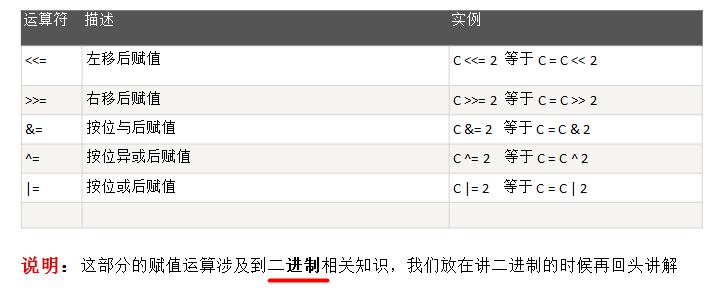 运算符 描述 实例
<<= 左移后赋值 C <<= 2 等于 C = C << 2
>>= 右移后赋值 C >>= 2 等于 C = C >> 2
&= 按位与后赋值 C &= 2 等于 C = C & 2
^= 按位异或后赋值 C ^= 2 等于 C = C ^ 2
|= 按位或后赋值 C |= 2 等于 C = C | 2
说明：这部分的赋值运算涉及到二进制相关知识，我们放在讲二进制的时候再回头讲解